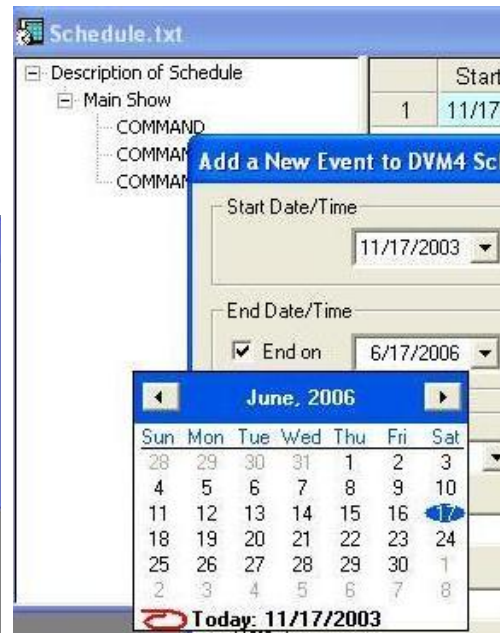 Schedule.txt
Description of Schedule
Main Show
COMMAND
COMMAN
COMMAN
Start
1 11/17
Add a New Event to DVM4 Sc
Start Date/Time
11/17/2003
End Date/Time
End on 6/17/2006
June, 2006
Sun Mon Tue Wed Thu Fri Sat
28 29 30 31 1 2 3
4 5 6 7 8 9 10
11 12 13 14 15 16 17
18 19 20 21 22 23 24
25 26 27 28 29 30 1
2 3 4 5 6 7 8
Today: 11/17/2003